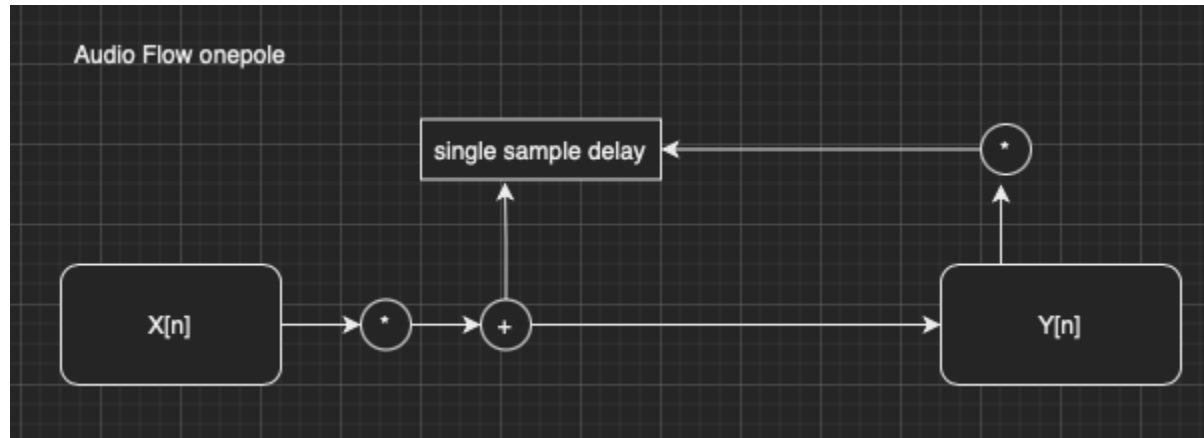 Audio Flow onepole
single sample delay
*
X[n]
*
+
Y[n]